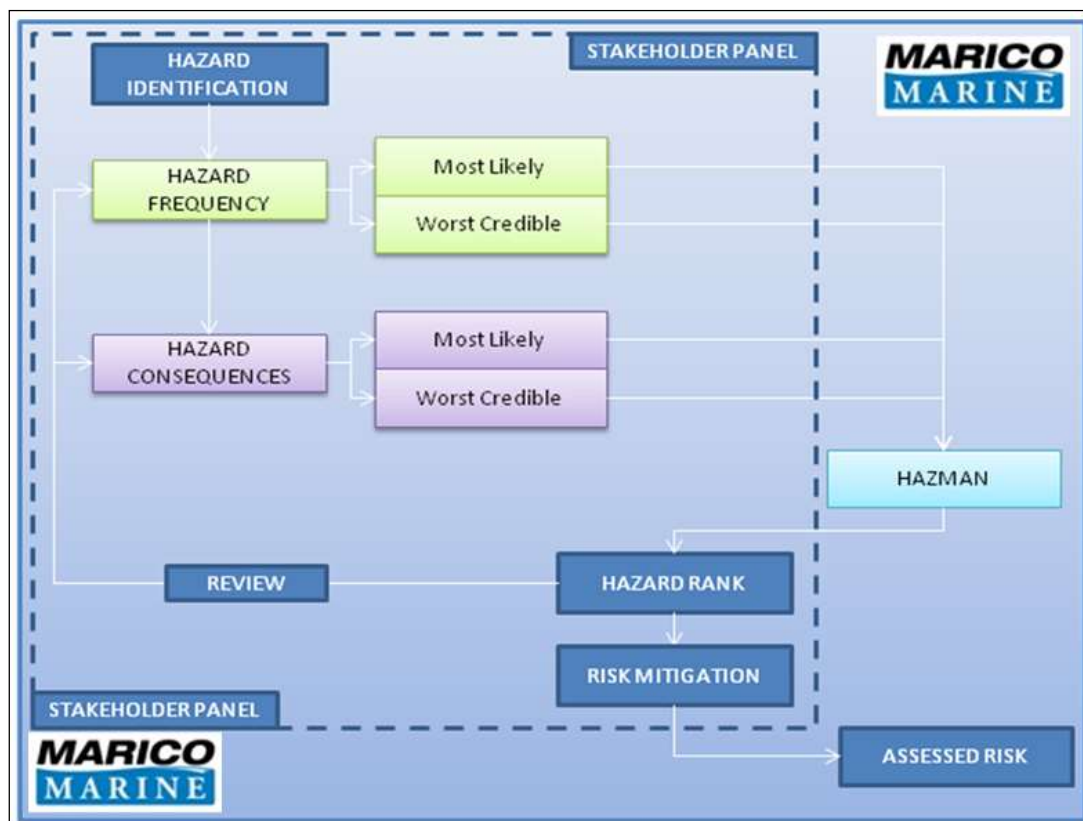 HAZARD
IDENTIFICATION
STAKEHOLDER PANEL
MARICO
MARINE
HAZARD
FREQUENCY
Most Likely
Worst Credible
HAZARD
CONSEQUENCES
Most Likely
Worst Credible
HAZMAN
REVIEW
HAZARD RANK
RISK MITIGATION
STAKEHOLDER PANEL
MARICO
MARINE
ASSESSED RISK